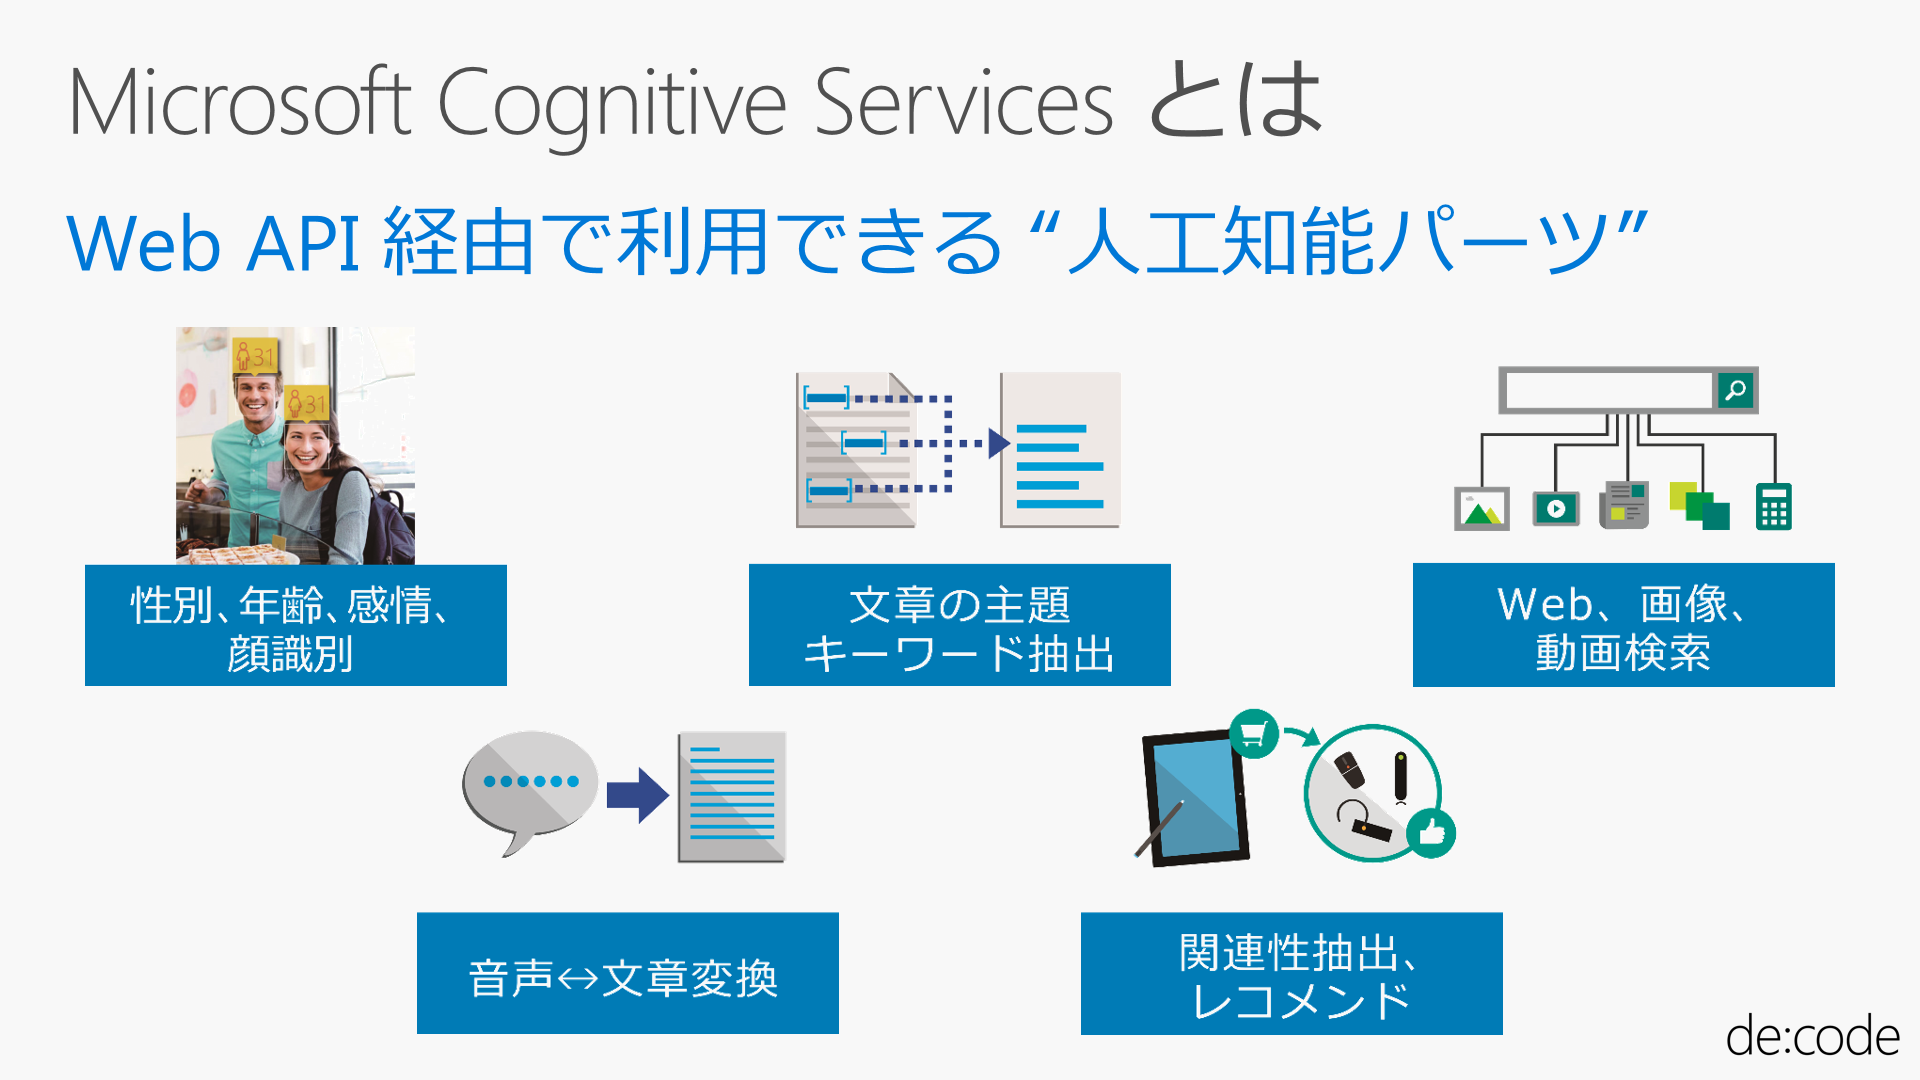 Microsoft Cognitive Services とは
Web API 経由で利用できる “人工知能パーツ”
31
31
性別、年齢、感情、
顔識別
文章の主題
キーワード抽出
Web、画像、
動画検索
音声↔文章変換
関連性抽出、
レコメンド
de:code